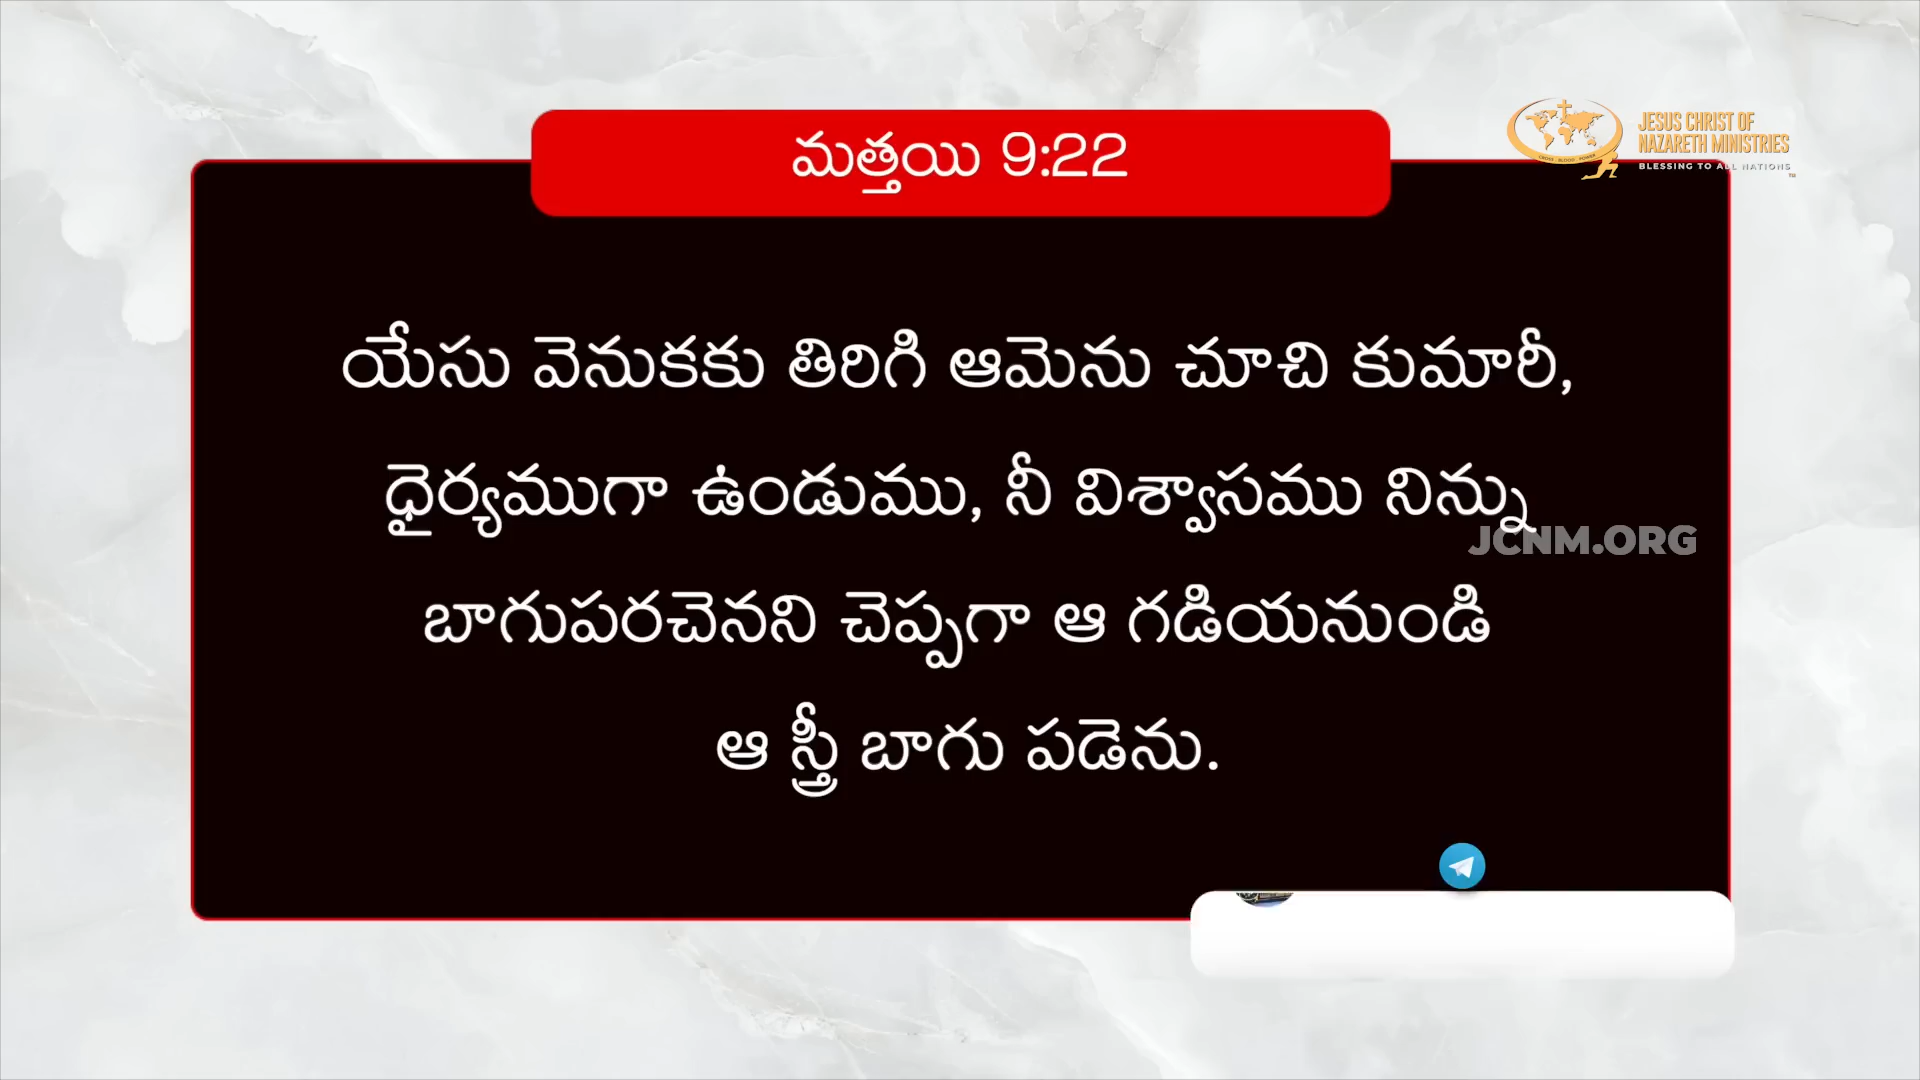 మత్తయి 9:22
JESUS CHRIST OF
NAZARETH MINISTRIES
BLESSING TO ALL NATIONS
యేసు వెనుకకు తిరిగి ఆమెను చూచి కుమారీ,
ధైర్యముగా ఉండుము, నీ విశ్వాసము నిన్ను
JCNM.ORG
బాగుపరచెనని చెప్పగా ఆ గడియనుండి
ఆ స్త్రీ బాగు పడెను.